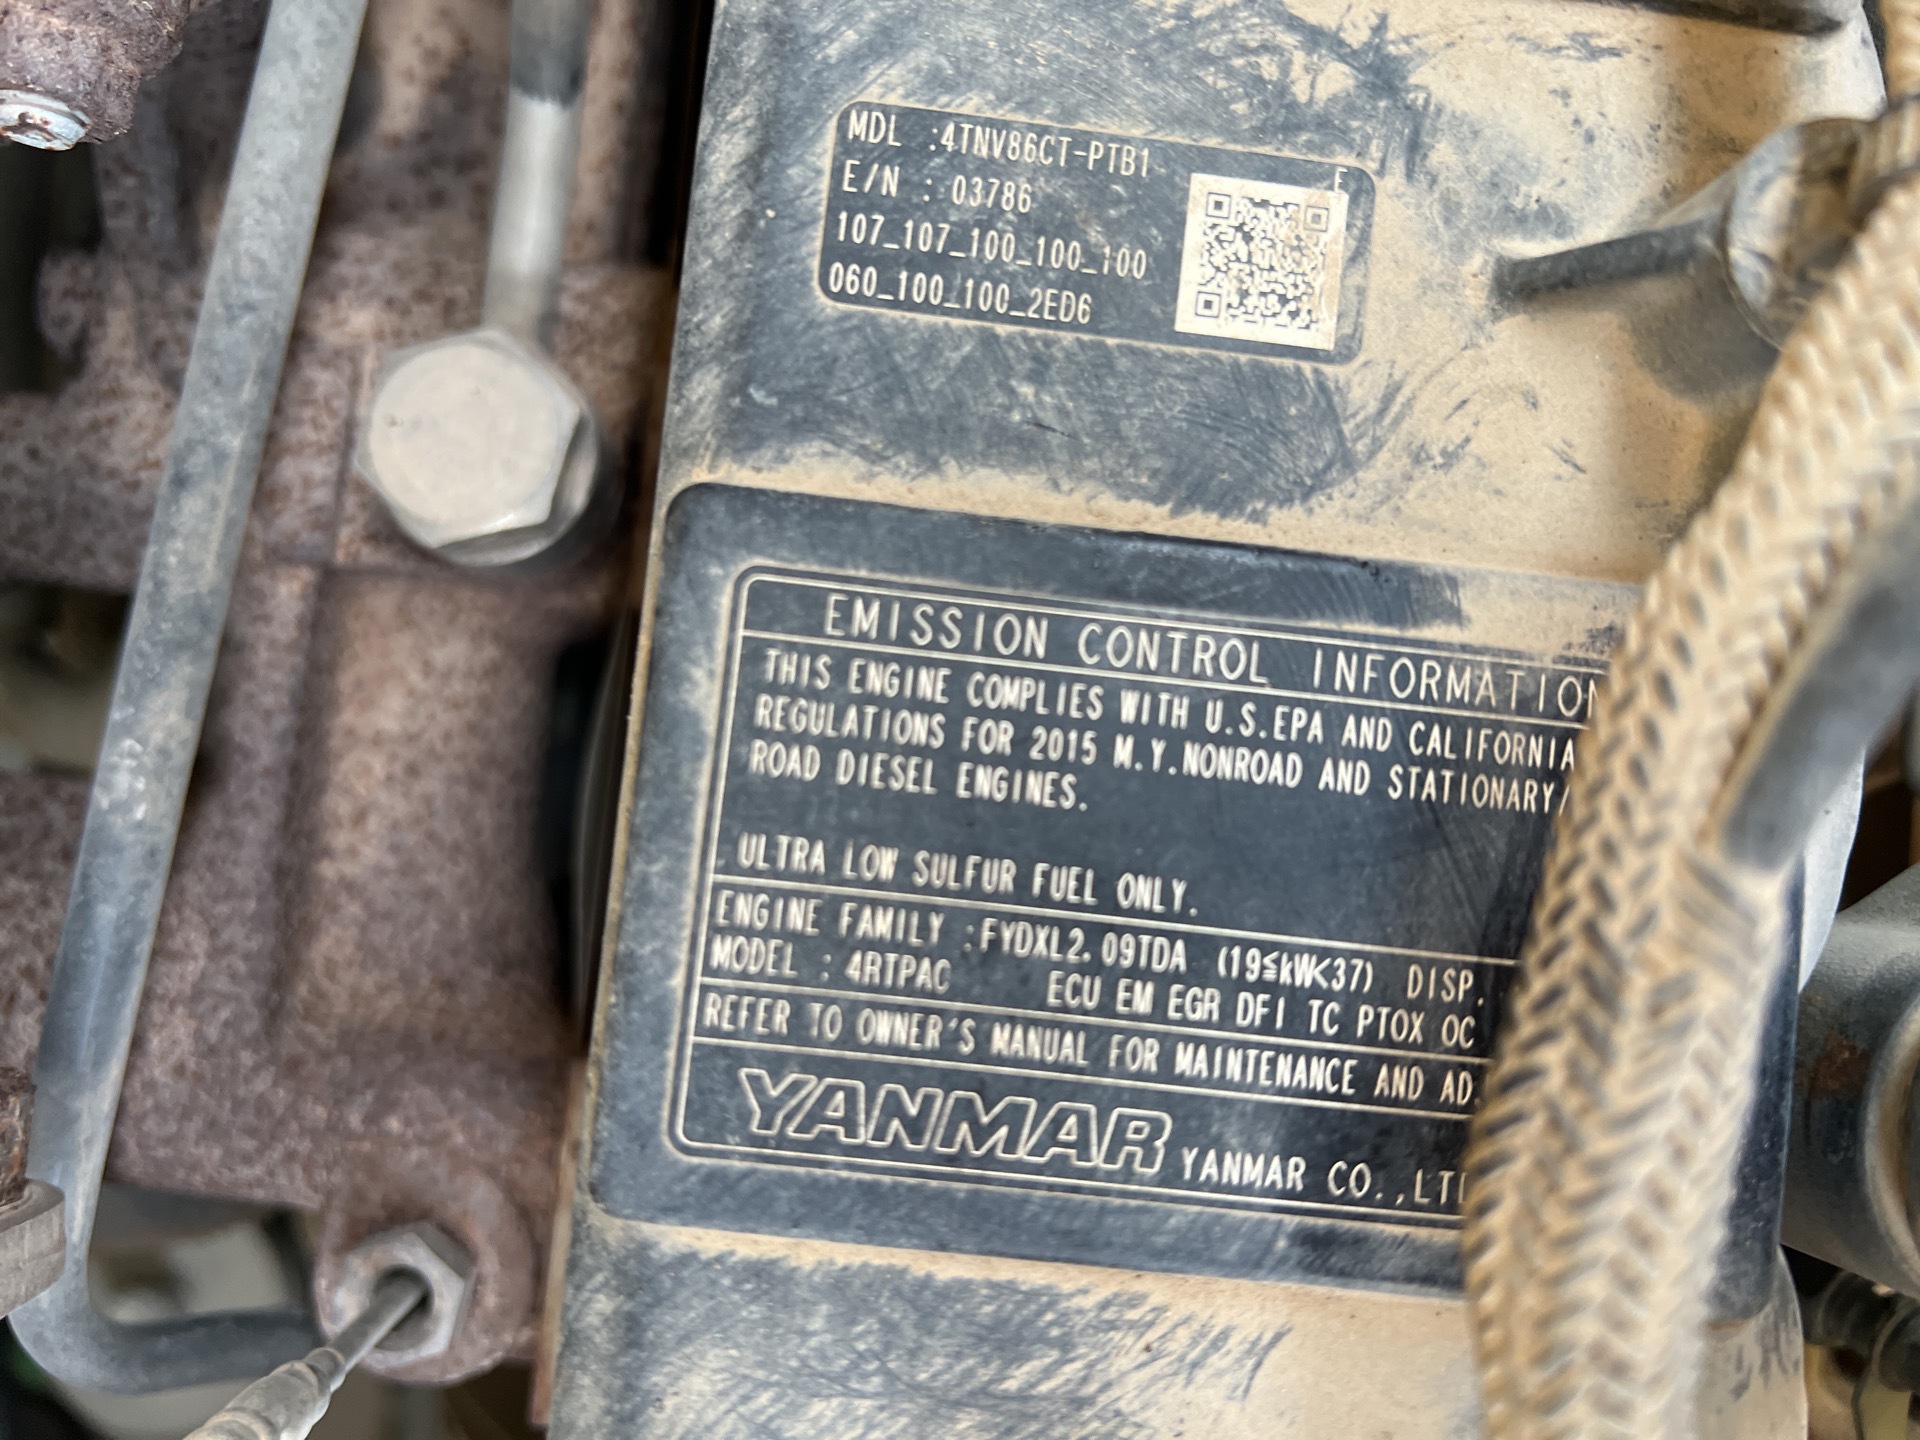 MDL :4TNV86CT-PTB1
E/N : 03786
107_107_100_100_100
060_100_100_2ED6
E
EMISSION CONTROL INFORMATION
THIS ENGINE COMPLIES WITH U.S.EPA AND CALIFORNIA
REGULATIONS FOR 2015 M.Y.NONROAD AND STATIONARY/
ROAD DIESEL ENGINES.
ULTRA LOW SULFUR FUEL ONLY.
ENGINE FAMILY :FYDXL2.09TDA (19≦kW<37) DISP.
MODEL : 4RTPAC ECU EM EGR DFI TC PTOX OC
REFER TO OWNER'S MANUAL FOR MAINTENANCE AND AD
YANMAR YANMAR CO.,LT